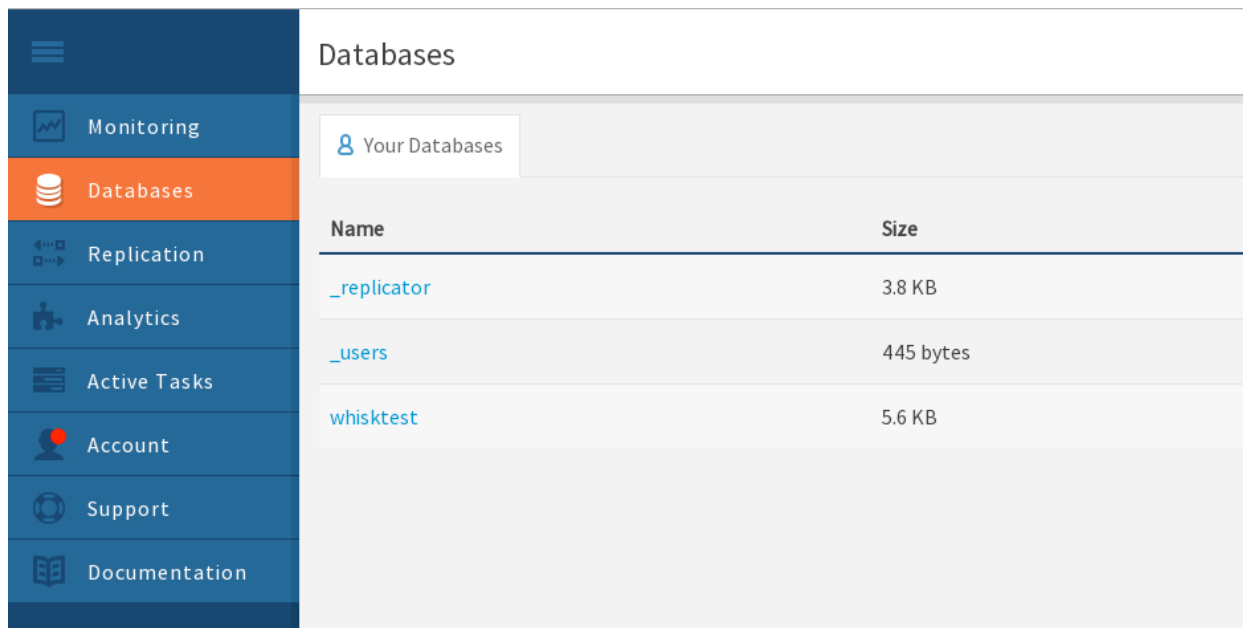 Databases
Monitoring
Your Databases
Databases
Name Size
Replication
_replicator 3.8 KB
Analytics
_users 445 bytes
Active Tasks
whisktest 5.6 KB
Account
Support
Documentation